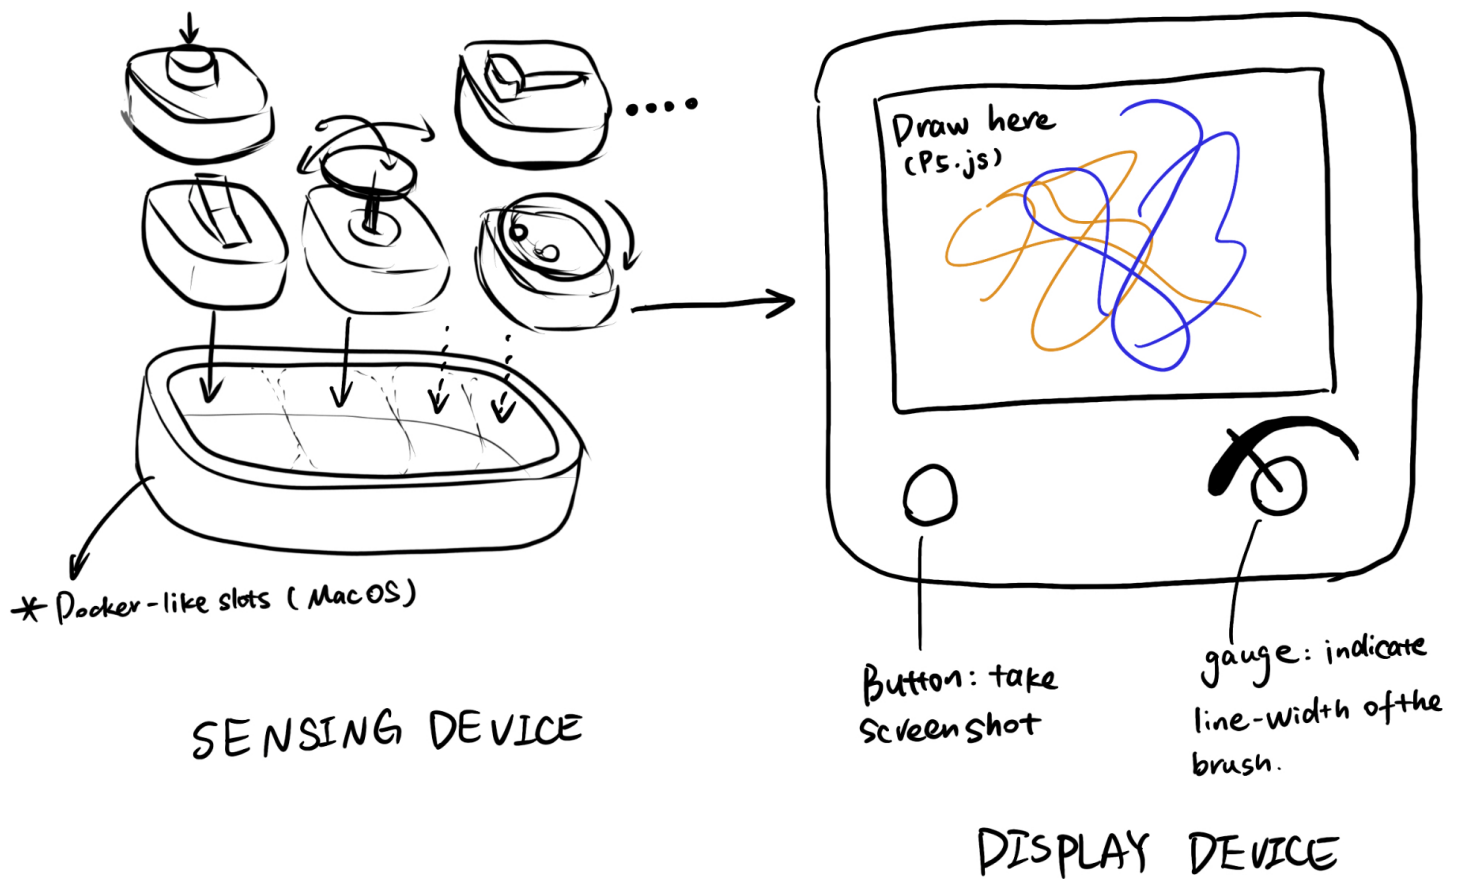 Draw here
(P5.js)
* Docker-like slots (MacOS)
SENSING DEVICE
Button: take
screenshot
gauge: indicate
line-width of the
brush.
DISPLAY DEVICE